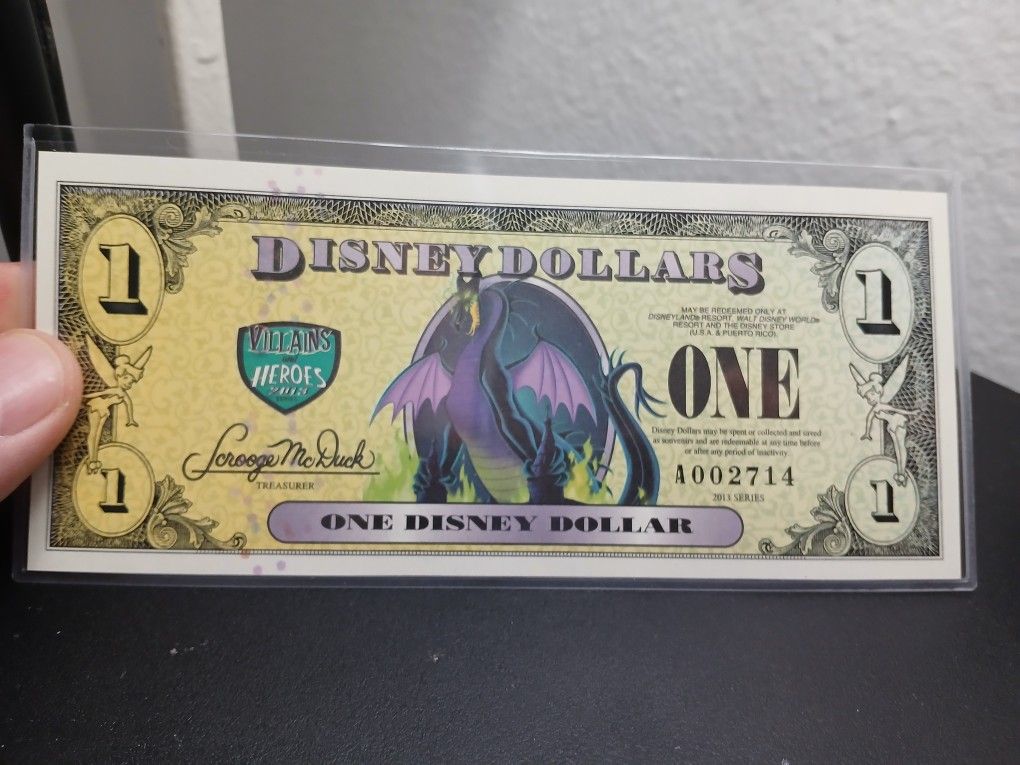 1
DISNEY DOLLARS
1
MAY BE REDEEMED ONLY AT
DISNEYLAND® RESORT, WALT DISNEY WORLD®
RESORT AND THE DISNEY STORE
(U.S.A. & PUERTO RICO).
VILLAINS
and
HEROES
2013
ONE
Disney Dollars may be spent or collected and saved
as souvenirs and are redeemable at any time before
or after any period of inactivity
Scrooge McDuck
TREASURER
A002714
2013 SERIES
1
1
ONE DISNEY DOLLAR